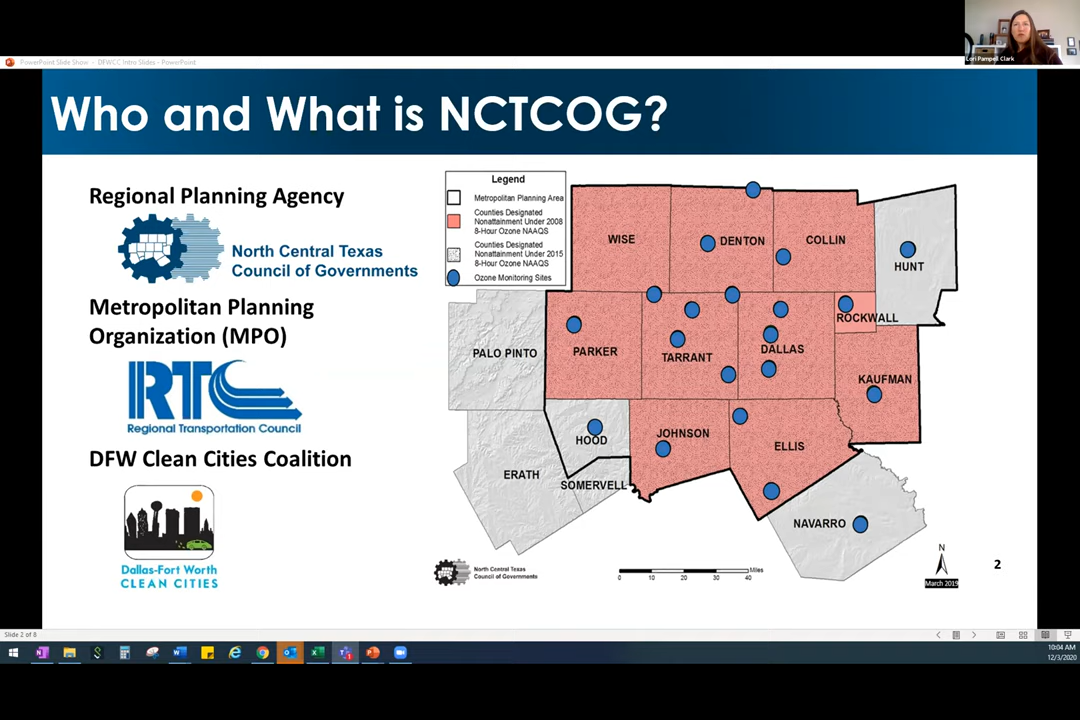 Lori Pampell Clark
PowerPoint Slide Show - DFWCC Intro Slides - PowerPoint
Who and What is NCTCOG?
Regional Planning Agency
North Central Texas
Council of Governments
Metropolitan Planning
Organization (MPO)
RTC
Regional Transportation Council
DFW Clean Cities Coalition
Dallas-Fort Worth
CLEAN CITIES
Legend
Metropolitan Planning Area
Counties Designated
Nonattainment Under 2008
8-Hour Ozone NAAQS
Counties Designated
Nonattainment Under 2015
8-Hour Ozone NAAQS
Ozone Monitoring Sites
WISE
DENTON
COLLIN
HUNT
PALO PINTO
PARKER
TARRANT
DALLAS
ROCKWALL
KAUFMAN
HOOD
JOHNSON
ELLIS
ERATH
SOMERVELL
NAVARRO
North Central Texas
Council of Governments
Miles
0 10 20 30 40
N
March 2019
2
Slide 2 of 8
10:04 AM
12/3/2020